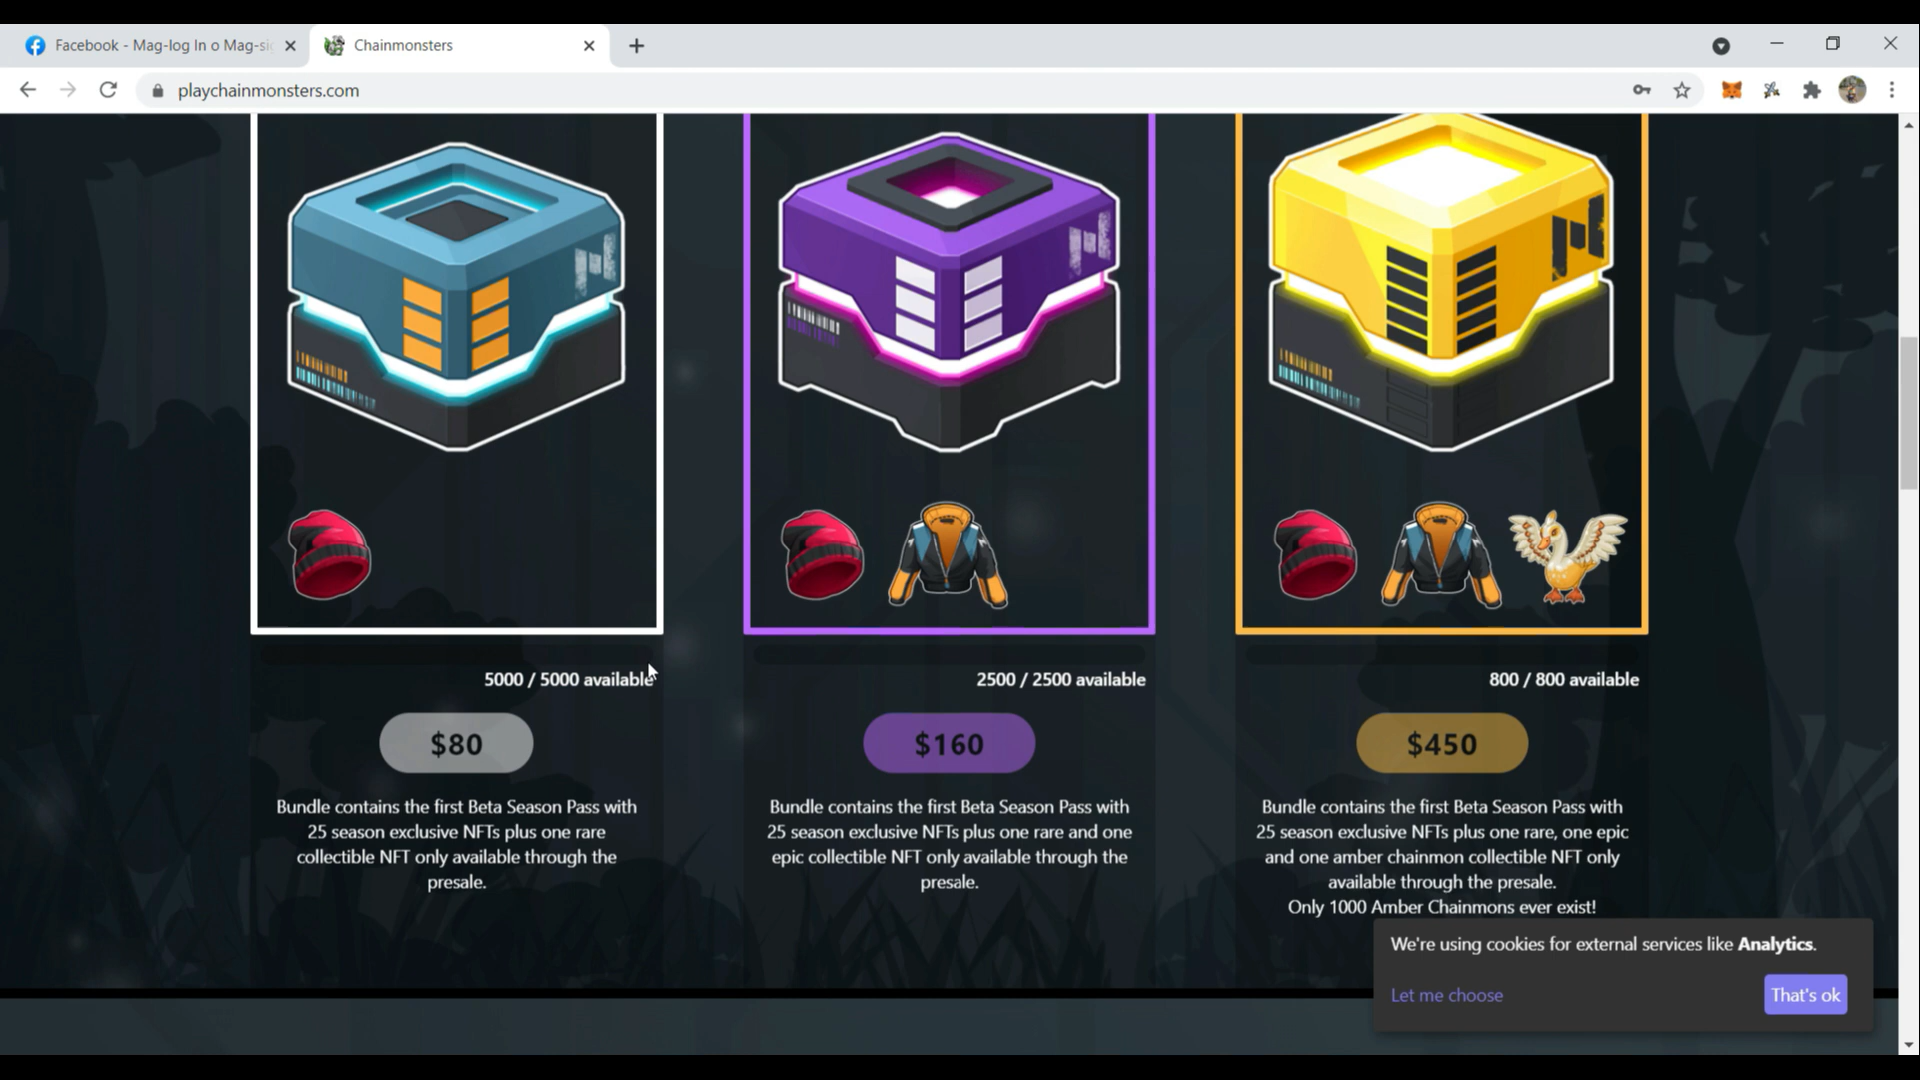 Facebook - Mag-log In o Mag-si
Chainmonsters
playchainmonsters.com
5000 / 5000 available
2500 / 2500 available
800 / 800 available
$80
$160
$450
Bundle contains the first Beta Season Pass with
25 season exclusive NFTs plus one rare
collectible NFT only available through the
presale.
Bundle contains the first Beta Season Pass with
25 season exclusive NFTs plus one rare and one
epic collectible NFT only available through the
presale.
Bundle contains the first Beta Season Pass with
25 season exclusive NFTs plus one rare, one epic
and one amber chainmon collectible NFT only
available through the presale.
Only 1000 Amber Chainmons ever exist!
We're using cookies for external services like Analytics.
Let me choose
That's ok